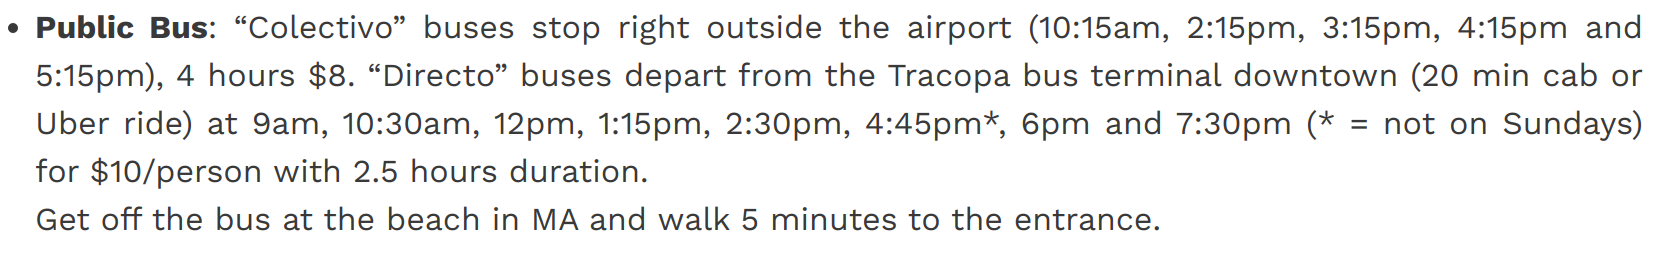 • Public Bus: “Colectivo” buses stop right outside the airport (10:15am, 2:15pm, 3:15pm, 4:15pm and
5:15pm), 4 hours $8. “Directo” buses depart from the Tracopa bus terminal downtown (20 min cab or
Uber ride) at 9am, 10:30am, 12pm, 1:15pm, 2:30pm, 4:45pm*, 6pm and 7:30pm (* = not on Sundays)
for $10/person with 2.5 hours duration.
Get off the bus at the beach in MA and walk 5 minutes to the entrance.